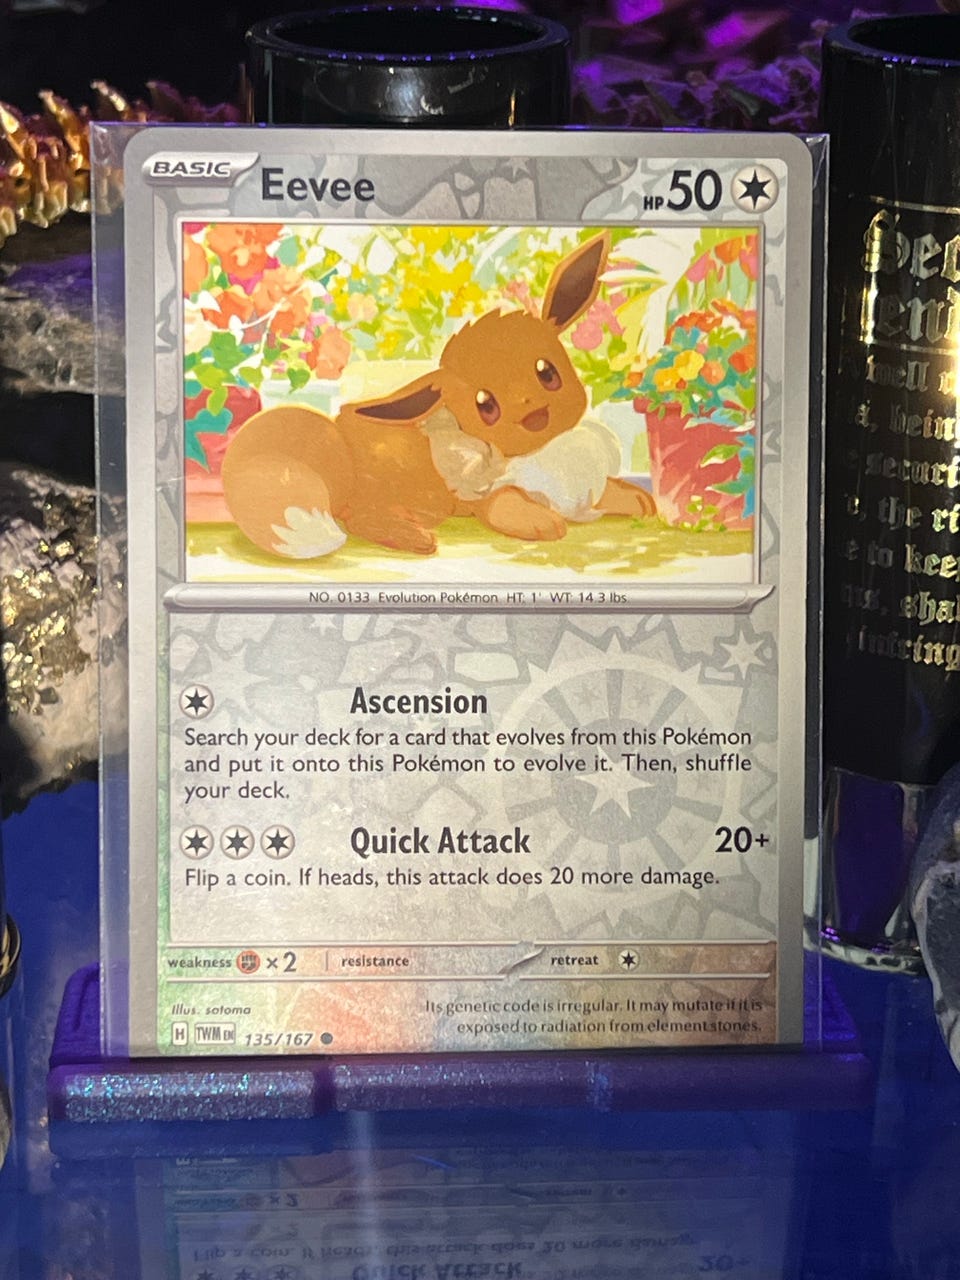 BASIC Eevee HP 50
NO. 0133 Evolution Pokémon HT: 1' WT: 14.3 lbs.
Ascension
Search your deck for a card that evolves from this Pokémon
and put it onto this Pokémon to evolve it. Then, shuffle
your deck.
Quick Attack 20+
Flip a coin. If heads, this attack does 20 more damage.
weakness ×2 resistance retreat
Illus. satoma
Its genetic code is irregular. It may mutate if it is
exposed to radiation from element stones.
H TWM EN 135/167
to keep